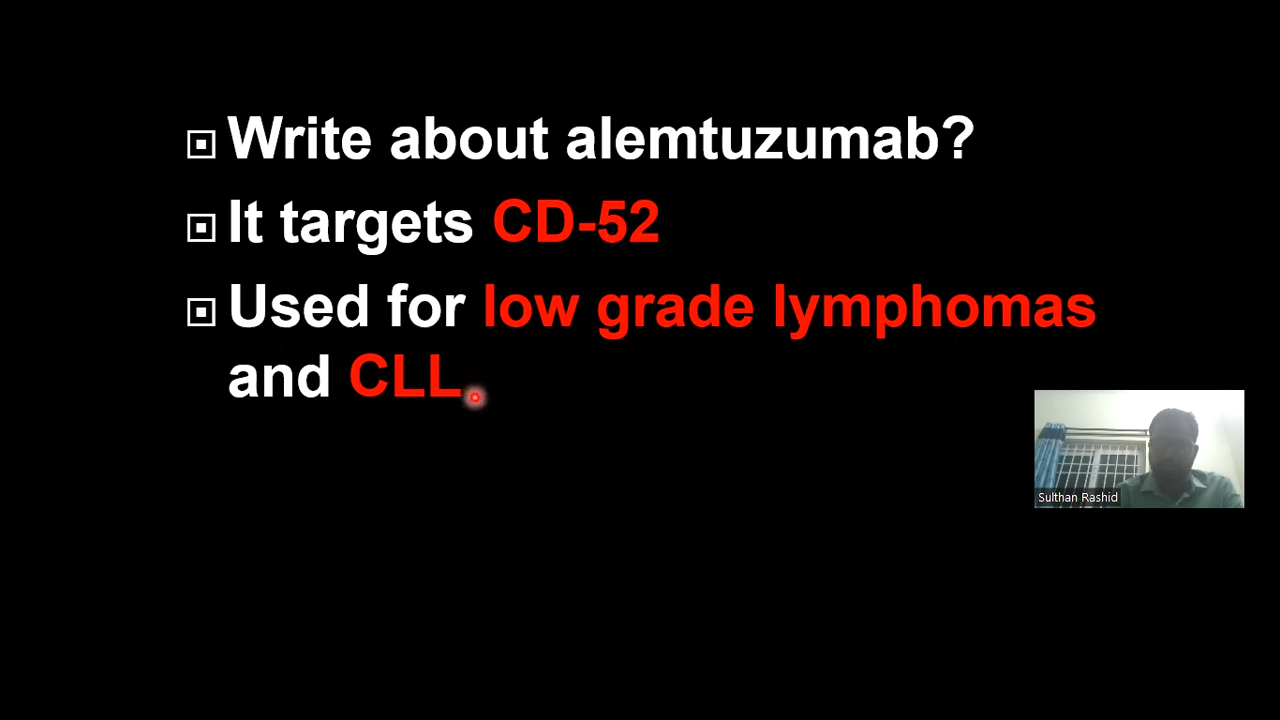 Write about alemtuzumab?
It targets CD-52
Used for low grade lymphomas
and CLL.
Sulthan Rashid